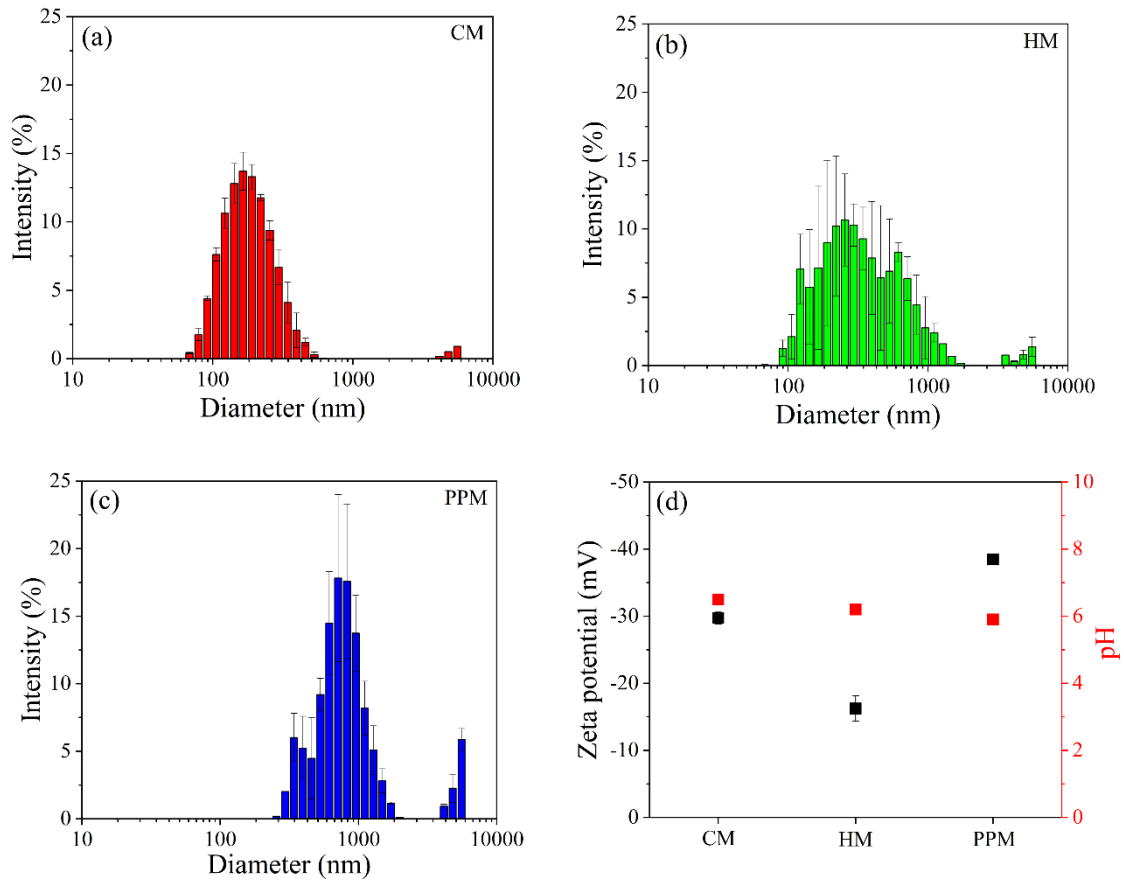 (a)
CM
25
20
15
10
5
0
Intensity (%)
10
100
1000
10000
Diameter (nm)
(b)
HM
25
20
15
10
5
0
Intensity (%)
10
100
1000
10000
Diameter (nm)
(c)
PPM
25
20
15
10
5
0
Intensity (%)
10
100
1000
10000
Diameter (nm)
(d)
-50
-40
-30
-20
-10
0
Zeta potential (mV)
10
8
6
4
2
0
pH
CM
HM
PPM